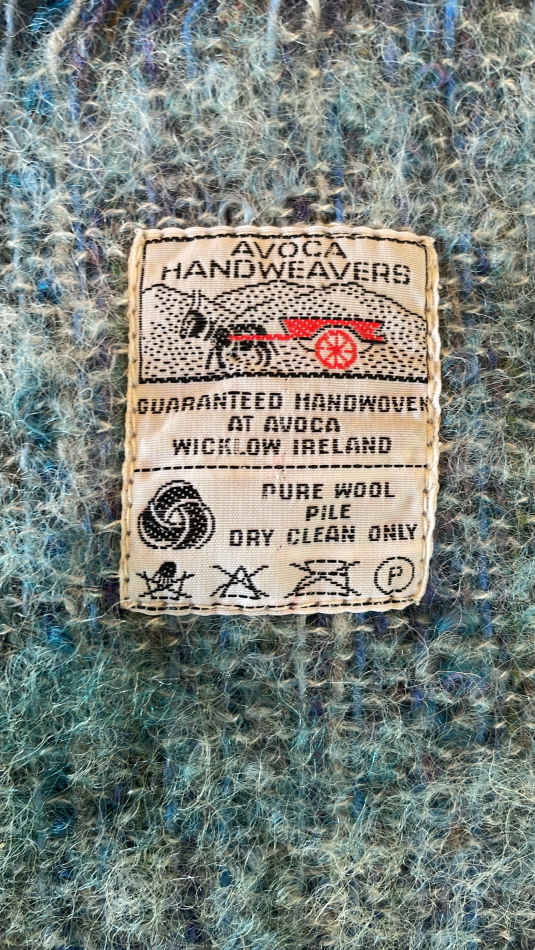 AVOCA
HANDWEAVERS
GUARANTEED HANDWOVEN
AT AVOCA
WICKLOW IRELAND
PURE WOOL
PILE
DRY CLEAN ONLY
P